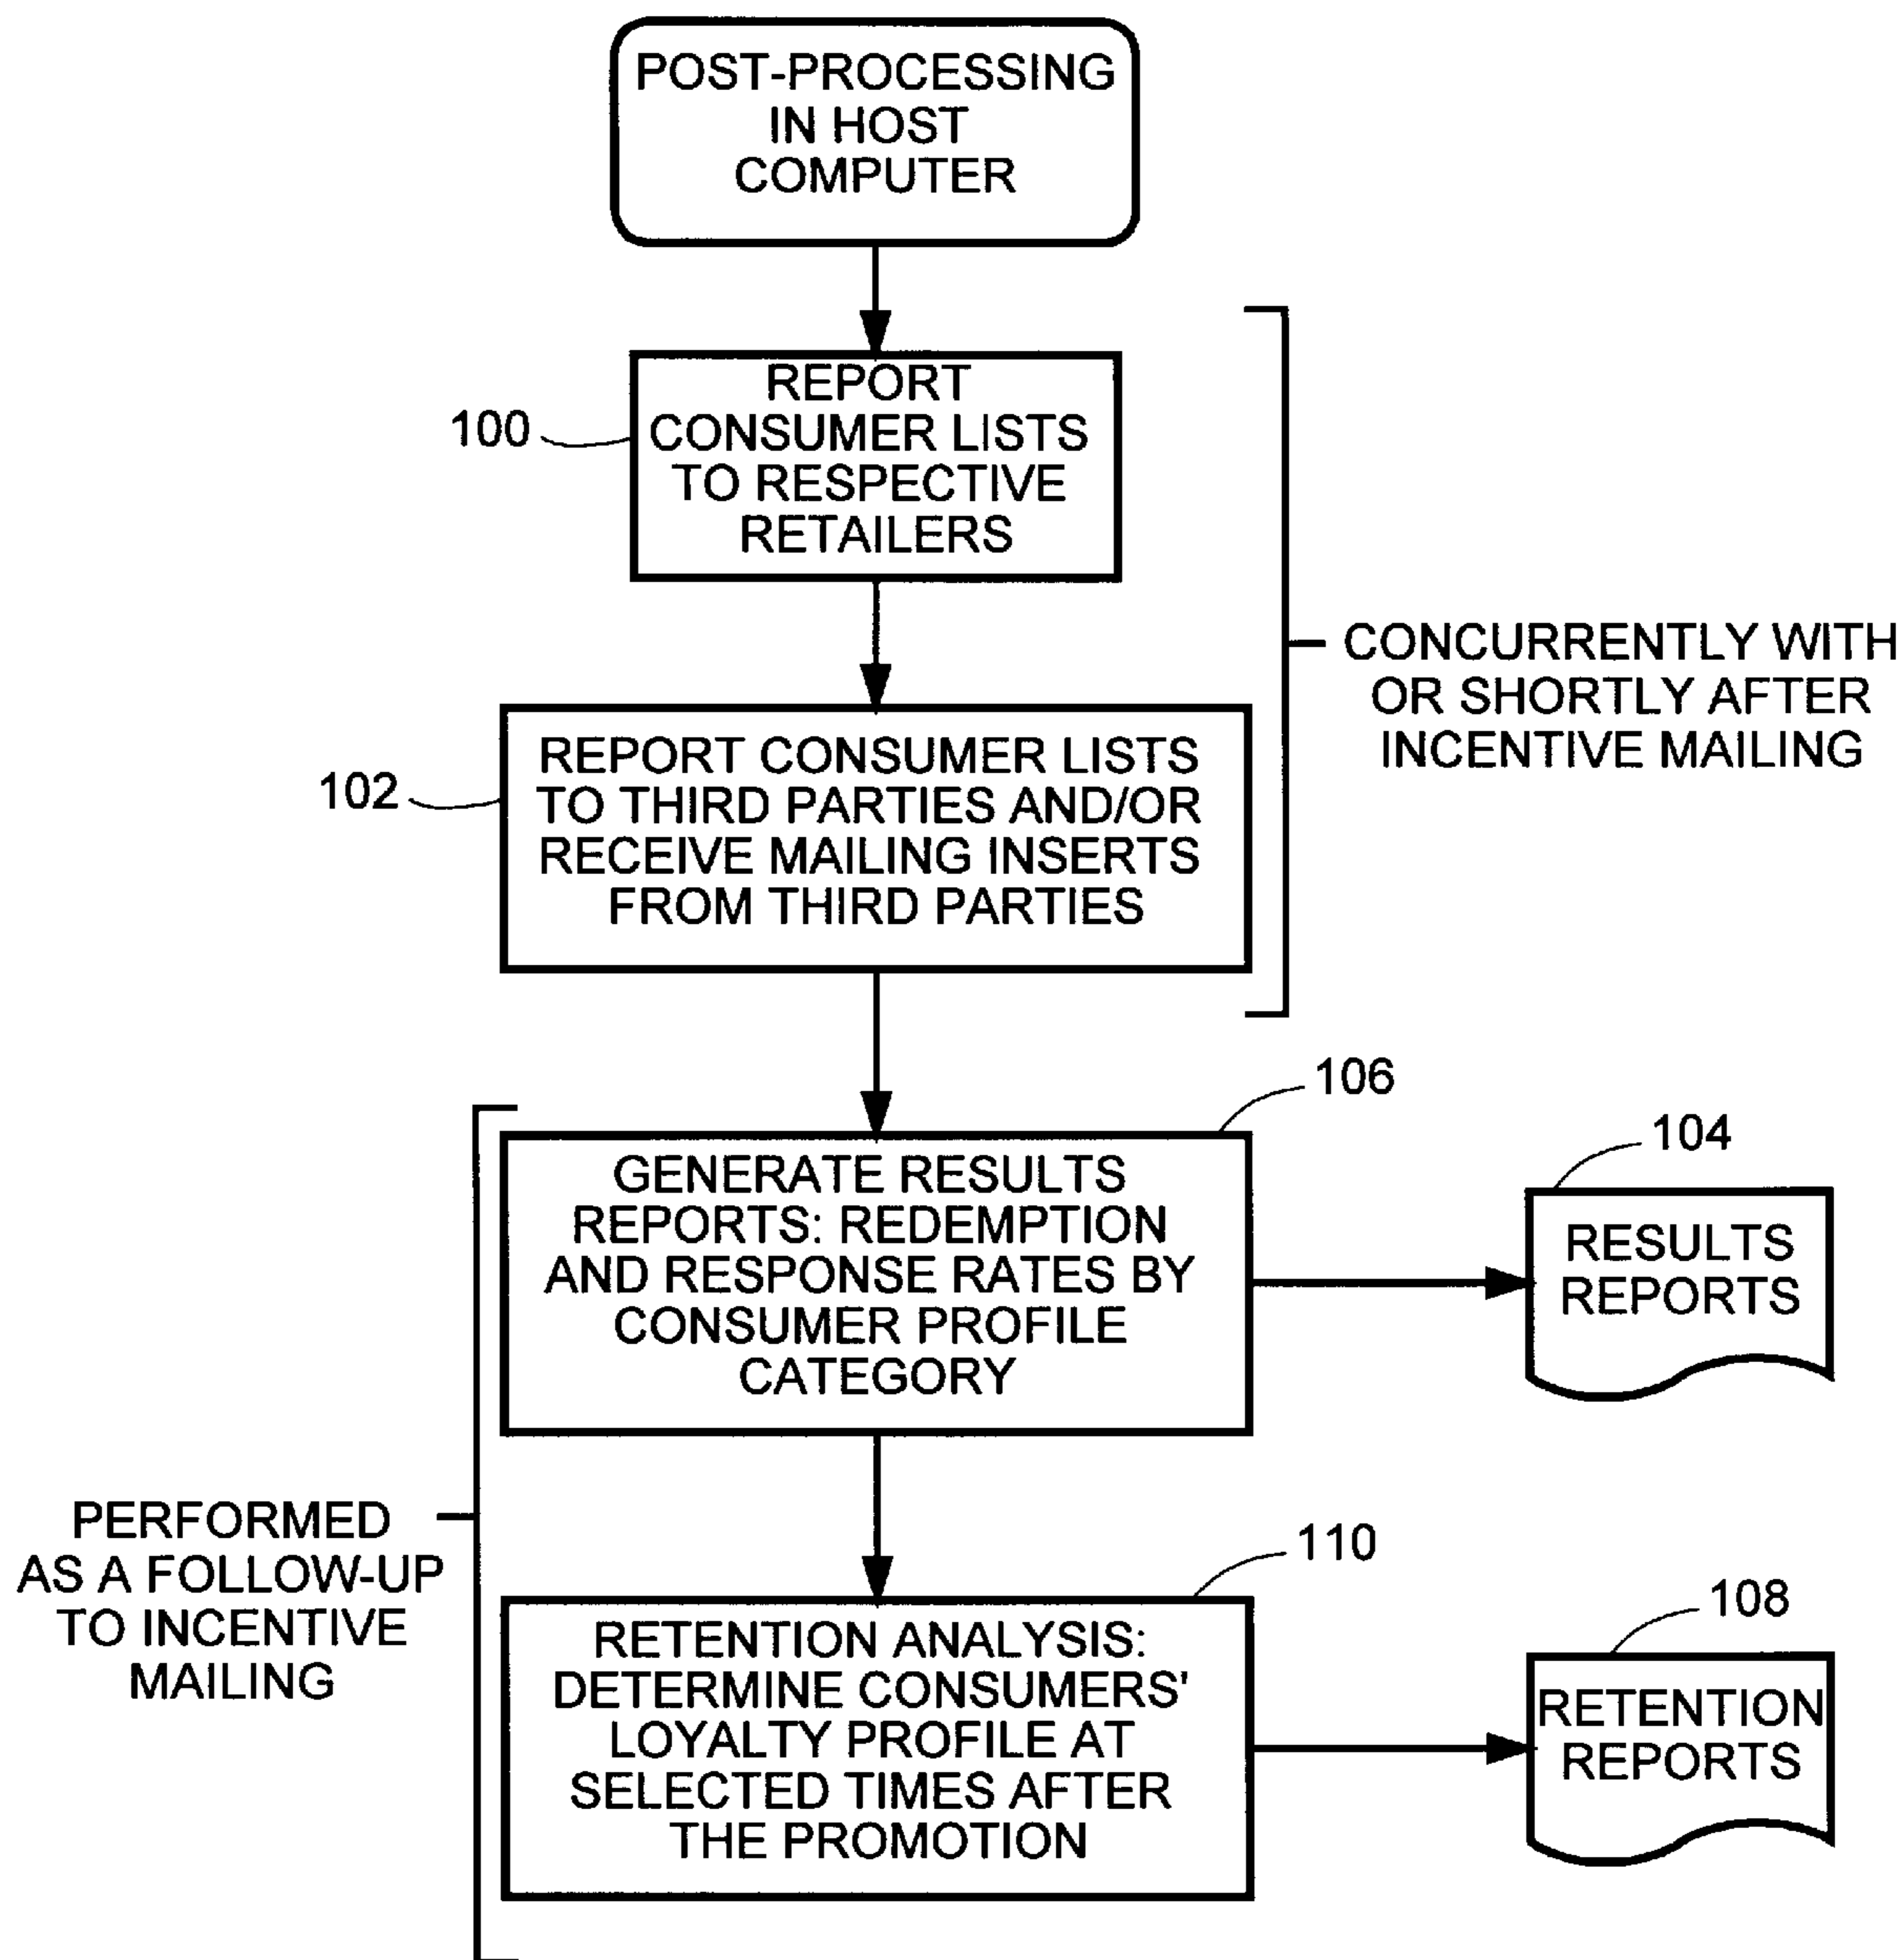 POST-PROCESSING
IN HOST
COMPUTER
100
REPORT
CONSUMER LISTS
TO RESPECTIVE
RETAILERS
CONCURRENTLY WITH
OR SHORTLY AFTER
INCENTIVE MAILING
102
REPORT CONSUMER LISTS
TO THIRD PARTIES AND/OR
RECEIVE MAILING INSERTS
FROM THIRD PARTIES
106
GENERATE RESULTS
REPORTS: REDEMPTION
AND RESPONSE RATES BY
CONSUMER PROFILE
CATEGORY
104
RESULTS
REPORTS
PERFORMED
AS A FOLLOW-UP
TO INCENTIVE
MAILING
110
RETENTION ANALYSIS:
DETERMINE CONSUMERS'
LOYALTY PROFILE AT
SELECTED TIMES AFTER
THE PROMOTION
108
RETENTION
REPORTS